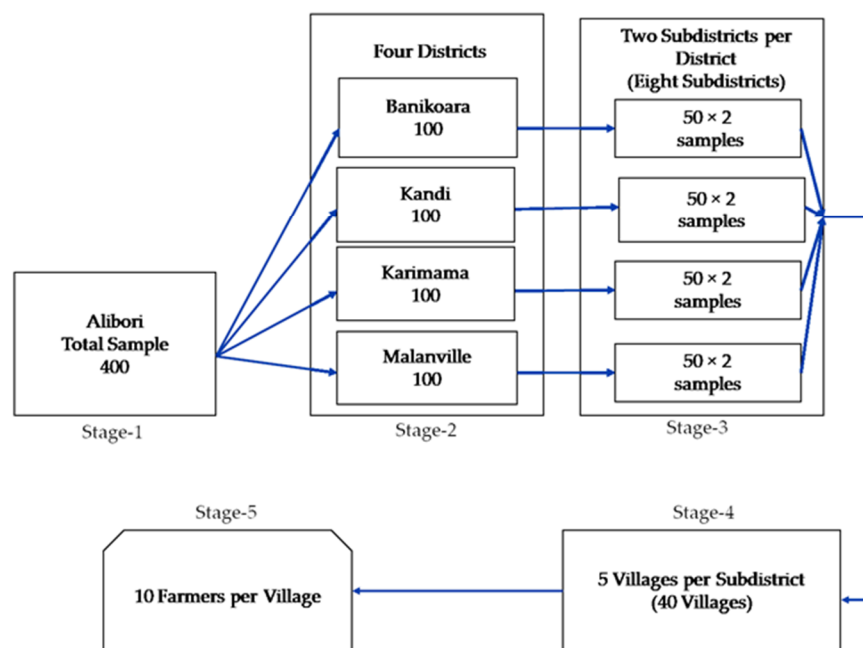 Four Districts
Two Subdistricts per
District
(Eight Subdistricts)
Banikoara
100
50 × 2
samples
Kandi
100
50 × 2
samples
Karimama
100
50 × 2
samples
Malanville
100
50 × 2
samples
Alibori
Total Sample
400
Stage-1
Stage-2
Stage-3
Stage-5
Stage-4
10 Farmers per Village
5 Villages per Subdistrict
(40 Villages)